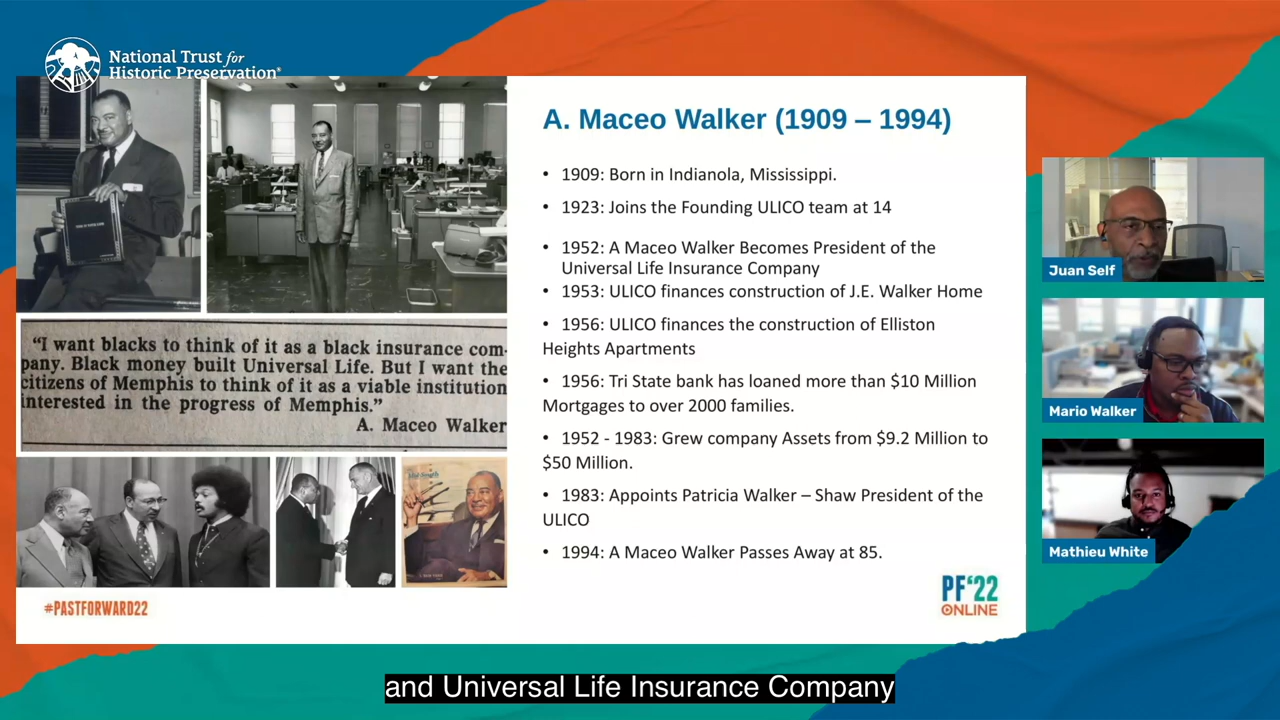 National Trust for
Historic Preservation®
"I want blacks to think of it as a black insurance com-
pany. Black money built Universal Life. But I want the
citizens of Memphis to think of it as a viable institution
interested in the progress of Memphis."
A. Maceo Walker
#PASTFORWARD22
A. Maceo Walker (1909 – 1994)
• 1909: Born in Indianola, Mississippi.
• 1923: Joins the Founding ULICO team at 14
• 1952: A Maceo Walker Becomes President of the
Universal Life Insurance Company
• 1953: ULICO finances construction of J.E. Walker Home
• 1956: ULICO finances the construction of Elliston
Heights Apartments
• 1956: Tri State bank has loaned more than $10 Million
Mortgages to over 2000 families.
• 1952 - 1983: Grew company Assets from $9.2 Million to
$50 Million.
• 1983: Appoints Patricia Walker – Shaw President of the
ULICO
• 1994: A Maceo Walker Passes Away at 85.
PF'22
ONLINE
Juan Self
Mario Walker
Mathieu White
and Universal Life Insurance Company